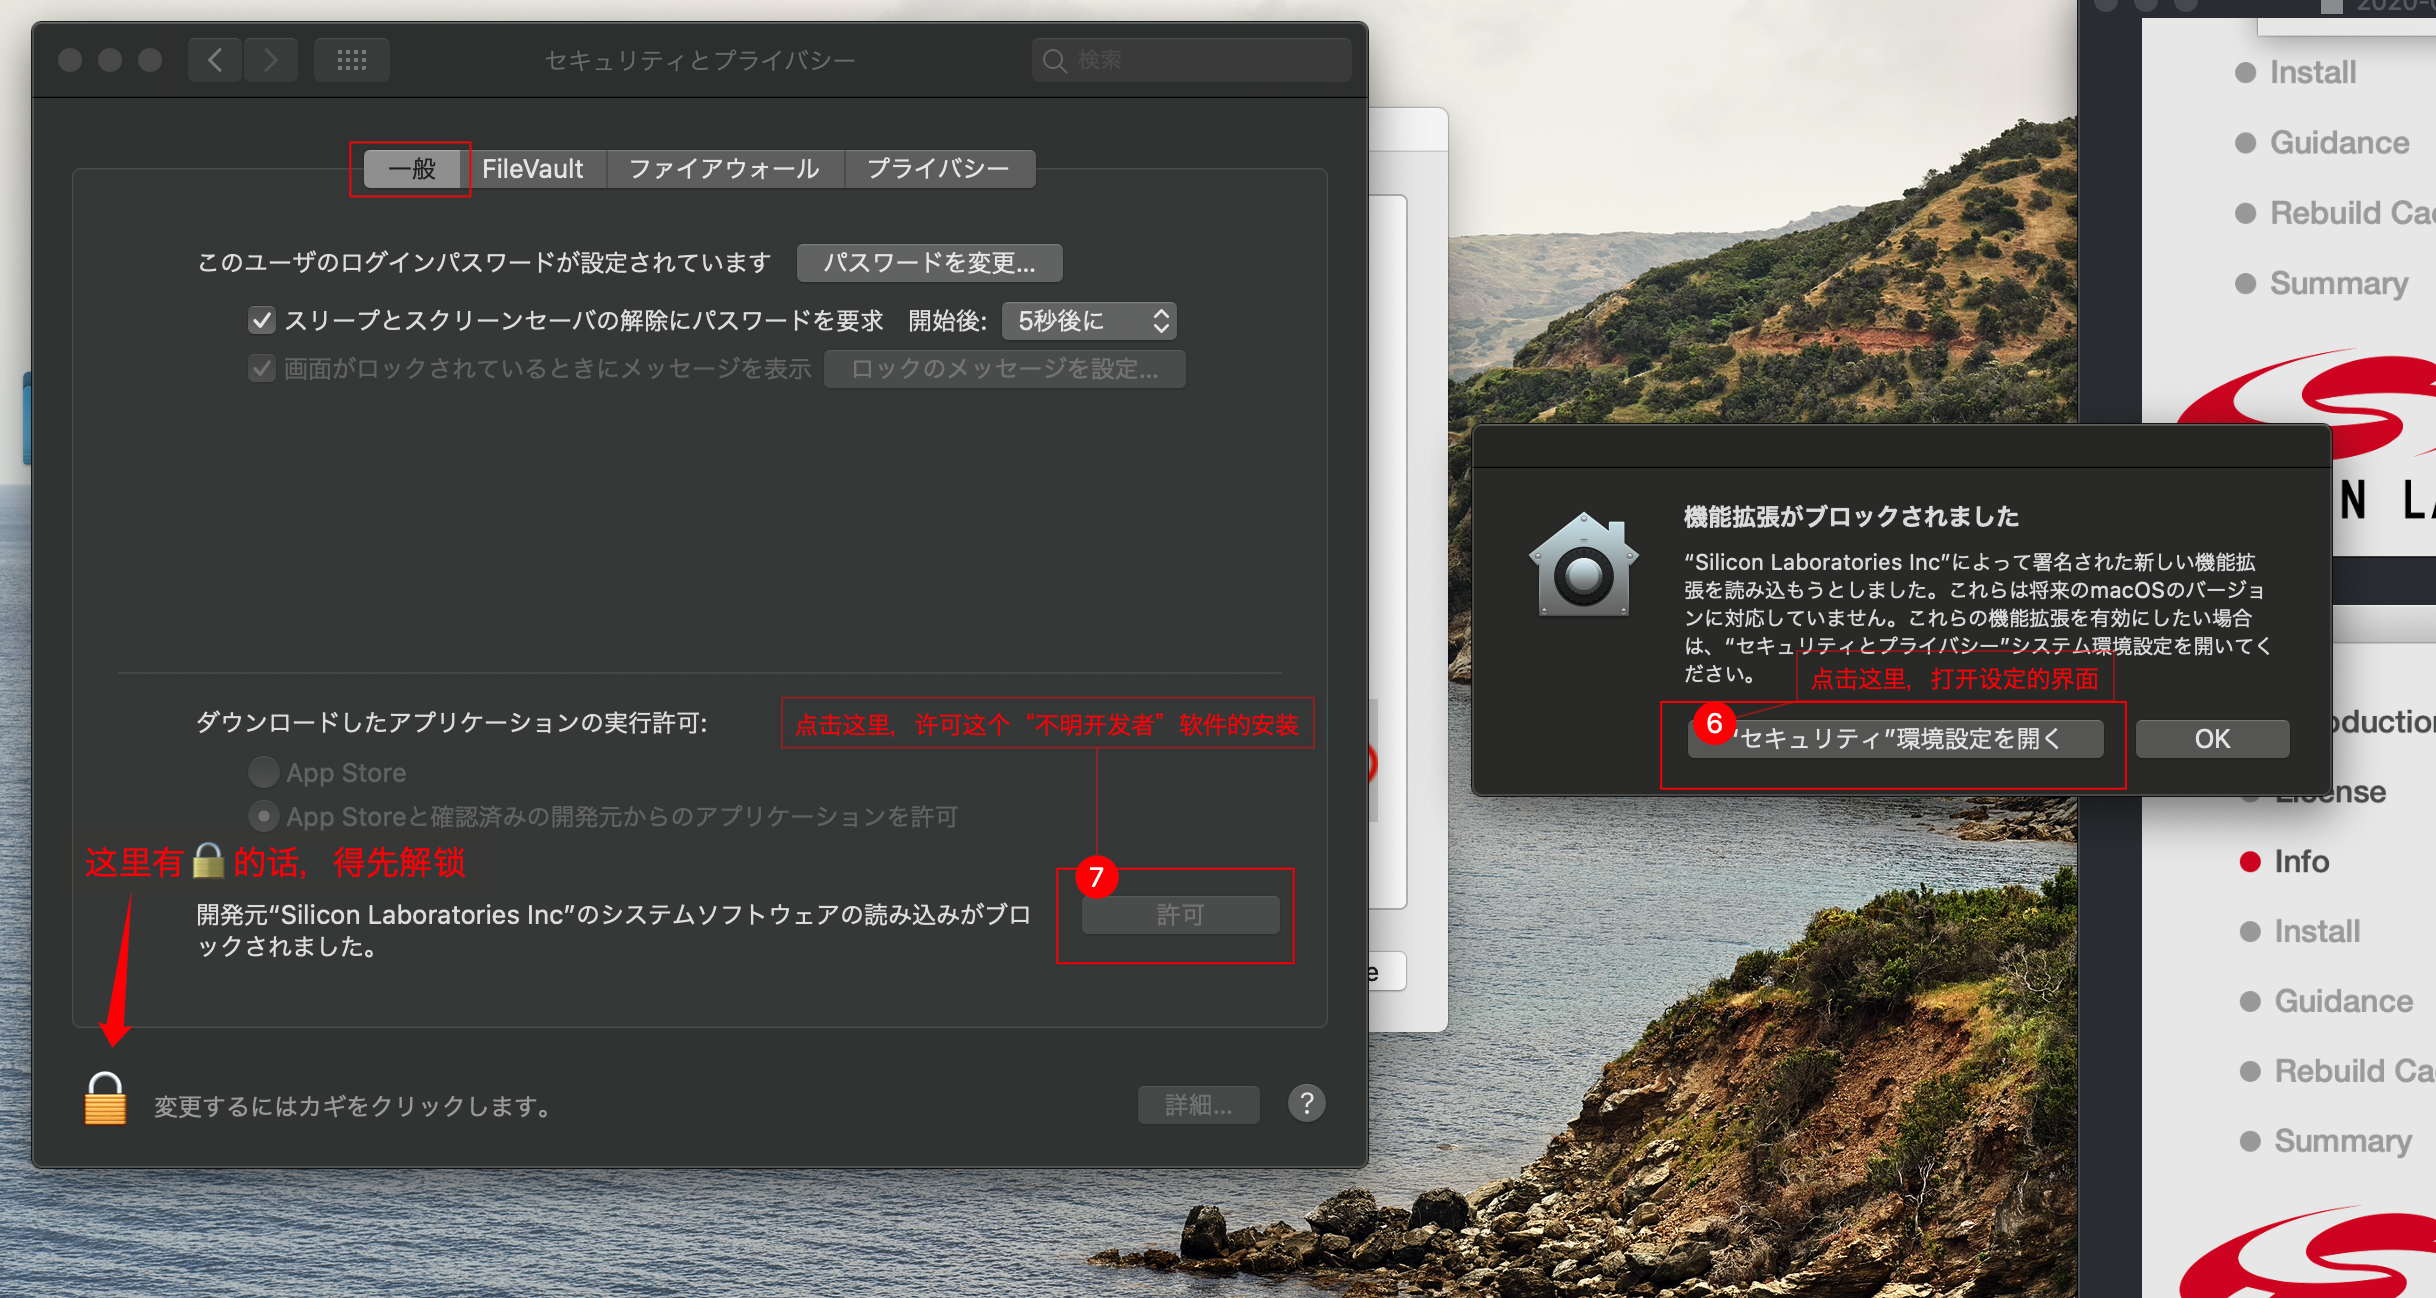 セキュリティとプライバシー
検索
一般
FileVault
ファイアウォール
プライバシー
このユーザのログインパスワードが設定されています
パスワードを変更...
スリープとスクリーンセーバの解除にパスワードを要求
開始後:
5秒後に
画面がロックされているときにメッセージを表示
ロックのメッセージを設定...
ダウンロードしたアプリケーションの実行許可:
点击这里，许可这个“不明开发者”软件的安装
App Store
App Storeと確認済みの開発元からのアプリケーションを許可
这里有🔒的话，得先解锁
7
開発元“Silicon Laboratories Inc”のシステムソフトウェアの読み込みがブロ
ックされました。
許可
変更するにはカギをクリックします。
詳細...
?
e
機能拡張がブロックされました
“Silicon Laboratories Inc”によって署名された新しい機能拡
張を読み込もうとしました。これらは将来のmacOSのバージョ
ンに対応していません。これらの機能拡張を有効にしたい場合
は、“セキュリティとプライバシー”システム環境設定を開いてく
ださい。
点击这里，打开设定的界面
6
“セキュリティ”環境設定を開く
OK
Install
Guidance
Rebuild Ca
Summary
N LA
oduction
License
Info
Install
Guidance
Rebuild Ca
Summary